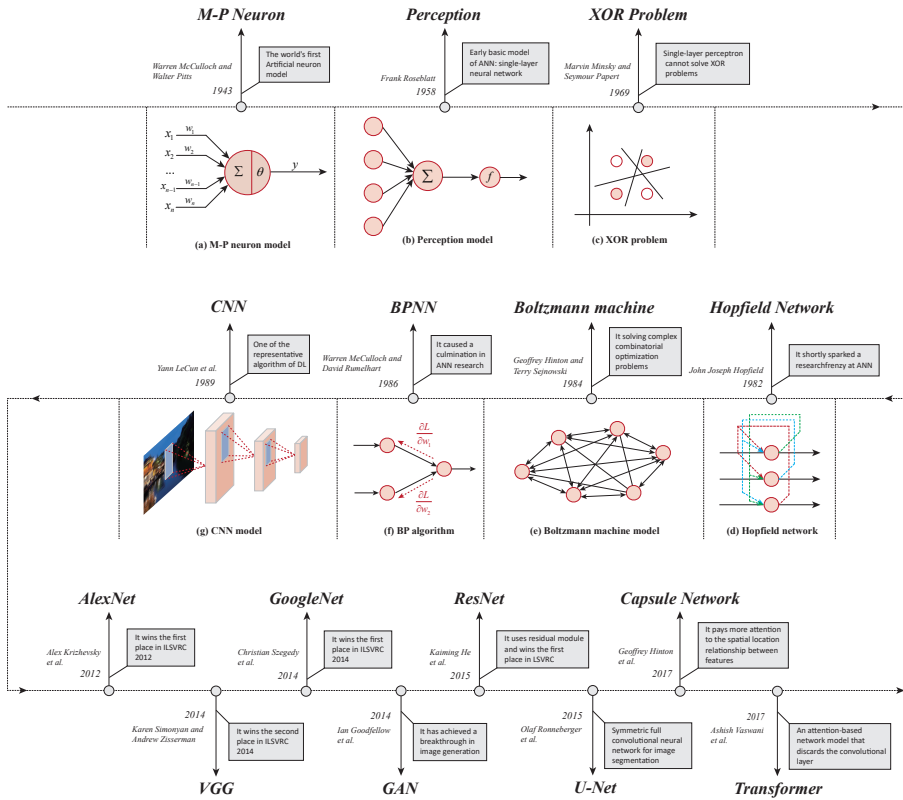 M-P Neuron
Perception
XOR Problem
The world's first
Artificial neuron
model
Warren McCulloch and
Walter Pitts
1943
Early basic model
of ANN: single-layer
neural network
Frank Roseblatt
1958
Single-layer perceptron
cannot solve XOR
problems
Marvin Minsky and
Seymour Papert
1969
x1 w1
x2 w2
...
xn−1 wn−1
xn wn
Σ θ y
(a) M-P neuron model
Σ f
(b) Perception model
(c) XOR problem
CNN
BPNN
Boltzmann machine
Hopfield Network
One of the
representative
algorithm of DL
Yann LeCun et al.
1989
It caused a
culmination in
ANN research
Warren McCulloch and
David Rumelhart
1986
It solving complex
combinatorial
optimization
problems
Geoffrey Hinton and
Terry Sejnowski
1984
It shortly sparked a
researchfrenzy at ANN
John Joseph Hopfield
1982
∂L
∂w1
∂L
∂w2
(g) CNN model
(f) BP algorithm
(e) Boltzmann machine model
(d) Hopfield network
AlexNet
GoogleNet
ResNet
Capsule Network
It wins the first
place in ILSVRC
2012
Alex Krizhevsky
et al.
2012
It wins the first
place in ILSVRC
2014
Christian Szegedy
et al.
2014
It uses residual
module and wins the
first place in LSVRC
Kaiming He
et al.
2015
It pays more attention
to the spatial location
relationship between
features
Geoffrey Hinton
et al.
2017
2014
Karen Simonyan and
Andrew Zisserman
It wins the second
place in ILSVRC
2014
2014
Ian Goodfellow
et al.
It has achieved a
breakthrough in
image generation
2015
Olaf Ronneberger
et al.
Symmetric full
convolutional neural
network for image
segmentation
2017
Ashish Vaswani
et al.
An attention-based
network model that
discards the convolutional
layer
VGG
GAN
U-Net
Transformer